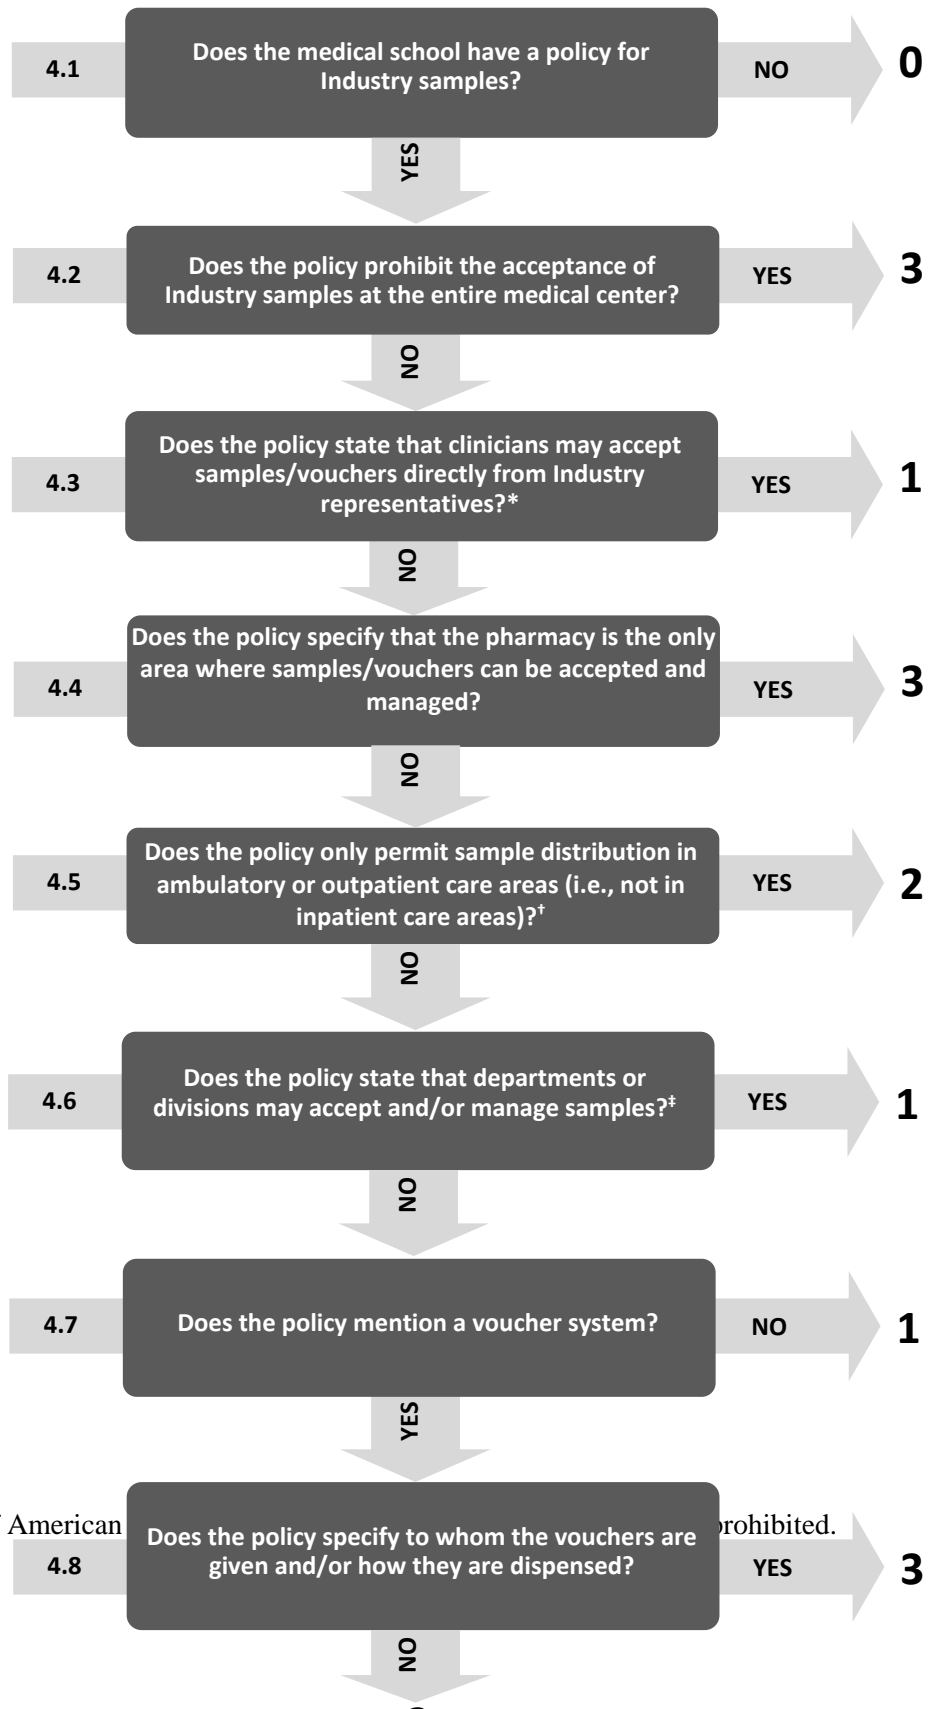 4.1
Does the medical school have a policy for
Industry samples?
NO
0
YES
4.2
Does the policy prohibit the acceptance of
Industry samples at the entire medical center?
YES
3
NO
4.3
Does the policy state that clinicians may accept
samples/vouchers directly from Industry
representatives?*
YES
1
NO
4.4
Does the policy specify that the pharmacy is the only
area where samples/vouchers can be accepted and
managed?
YES
3
NO
4.5
Does the policy only permit sample distribution in
ambulatory or outpatient care areas (i.e., not in
inpatient care areas)?†
YES
2
NO
4.6
Does the policy state that departments or
divisions may accept and/or manage samples?‡
YES
1
NO
4.7
Does the policy mention a voucher system?
NO
1
YES
American prohibited.
4.8
Does the policy specify to whom the vouchers are
given and/or how they are dispensed?
YES
3
NO